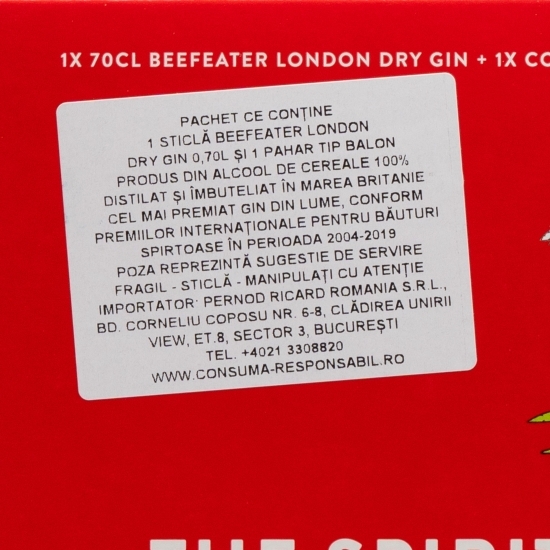 1X 70CL BEEFEATER LONDON DRY GIN + 1X CO
PACHET CE CONȚINE
1 STICLĂ BEEFEATER LONDON
DRY GIN 0,70L ȘI 1 PAHAR TIP BALON
PRODUS DIN ALCOOL DE CEREALE 100%
DISTILAT ȘI ÎMBUTELIAT ÎN MAREA BRITANIE
CEL MAI PREMIAT GIN DIN LUME, CONFORM
PREMIILOR INTERNAȚIONALE PENTRU BĂUTURI
SPIRTOASE ÎN PERIOADA 2004-2019
POZA REPREZINTĂ SUGESTIE DE SERVIRE
FRAGIL - STICLĂ - MANIPULAȚI CU ATENȚIE
IMPORTATOR: PERNOD RICARD ROMANIA S.R.L.,
BD. CORNELIU COPOSU NR. 6-8, CLĂDIREA UNIRII
VIEW, ET.8, SECTOR 3, BUCUREȘTI
TEL. +4021 3308820
WWW.CONSUMA-RESPONSABIL.RO
THE SPIRI